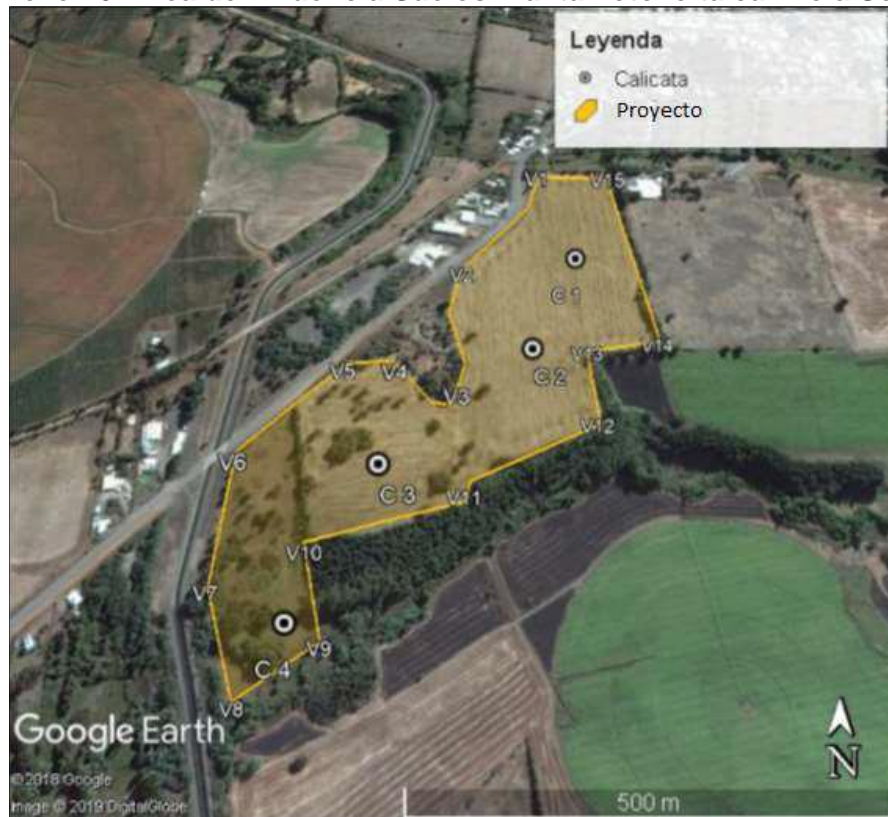 Leyenda
Calicata
Proyecto
V1
V15
V2
C 1
V14
V13
C 2
V5
V4
V3
V12
V6
C 3
V11
V10
V7
V9
C 4
V8
Google Earth
©2018 Google
Image © 2019 DigitalGlobe
500 m
N